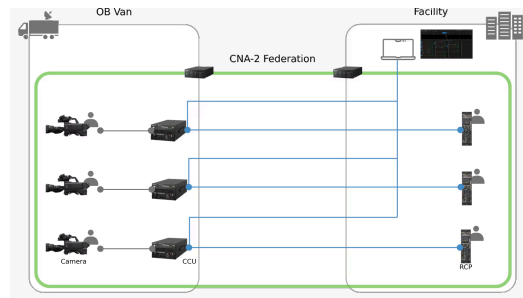 OB Van
Facility
CNA-2 Federation
Camera
CCU
RCP